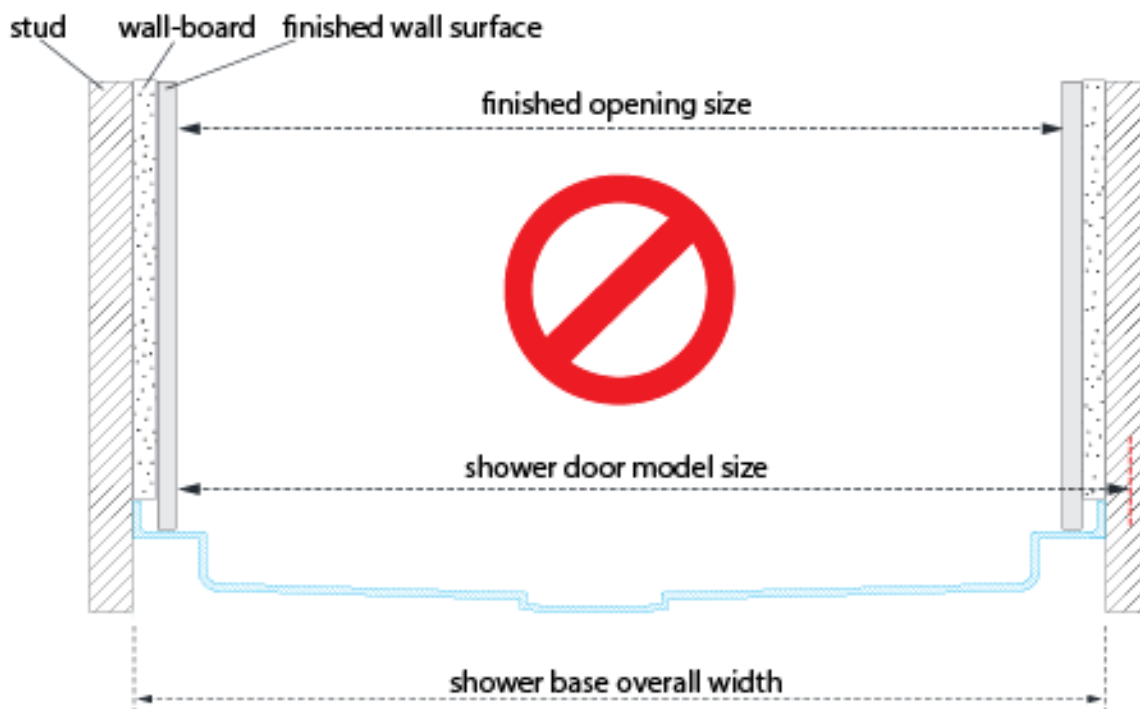 stud wall-board finished wall surface
finished opening size
shower door model size
shower base overall width